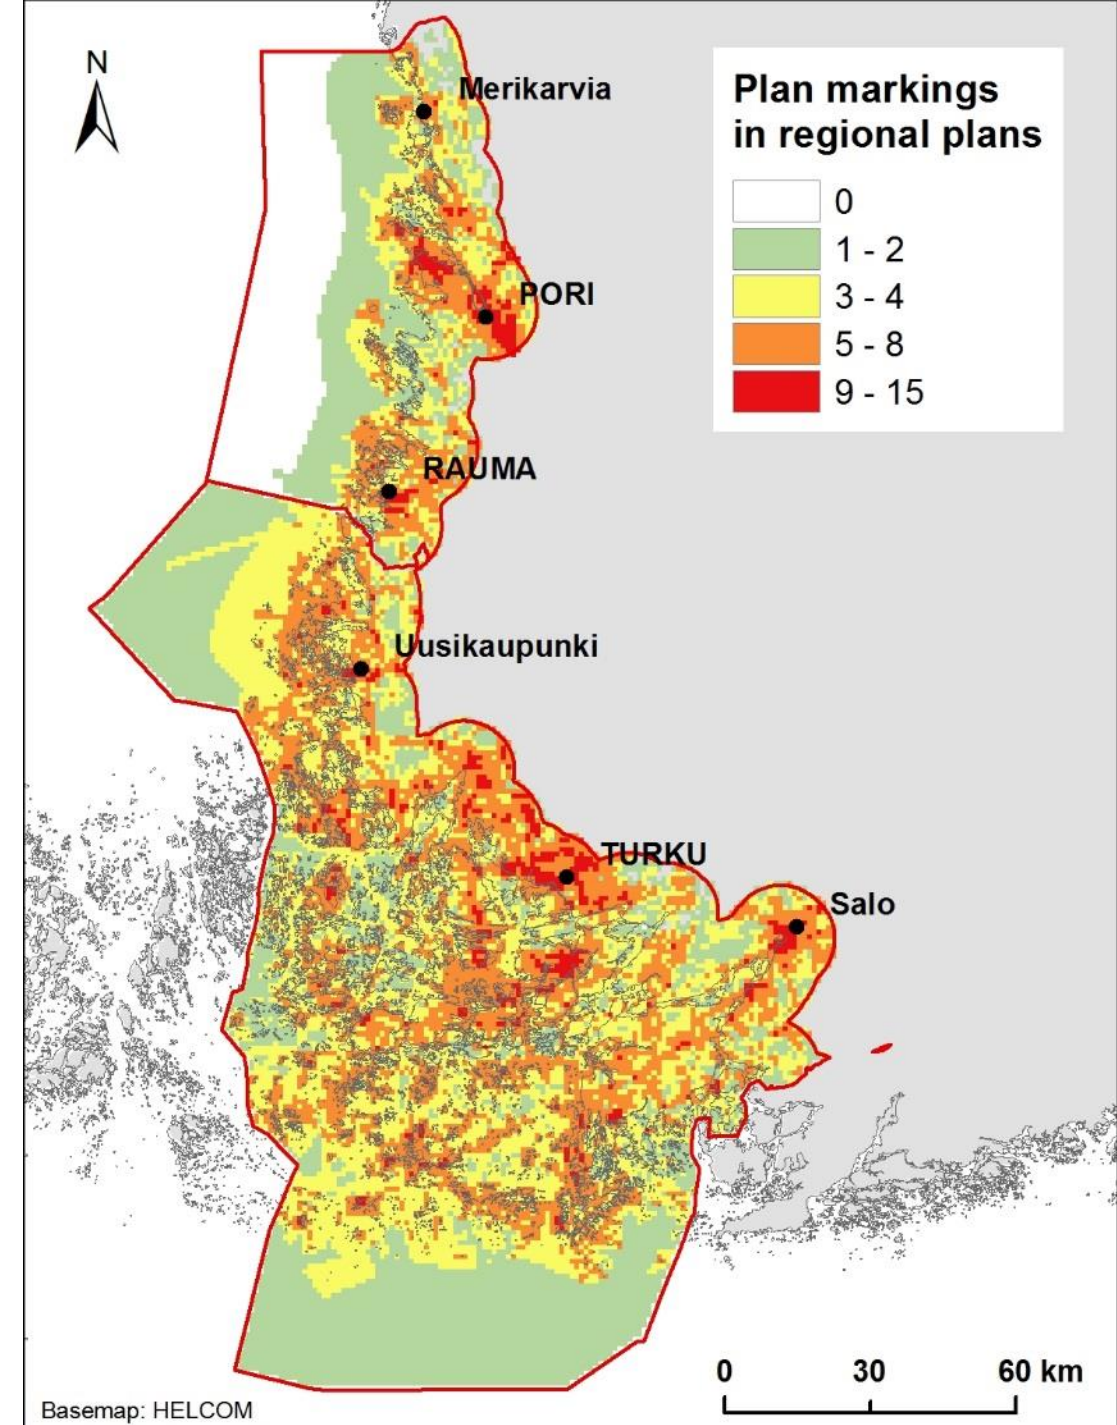 N
Merikarvia
Plan markings
in regional plans
0
1 - 2
3 - 4
5 - 8
9 - 15
PORI
RAUMA
Uusikaupunki
TURKU
Salo
0 30 60 km
Basemap: HELCOM